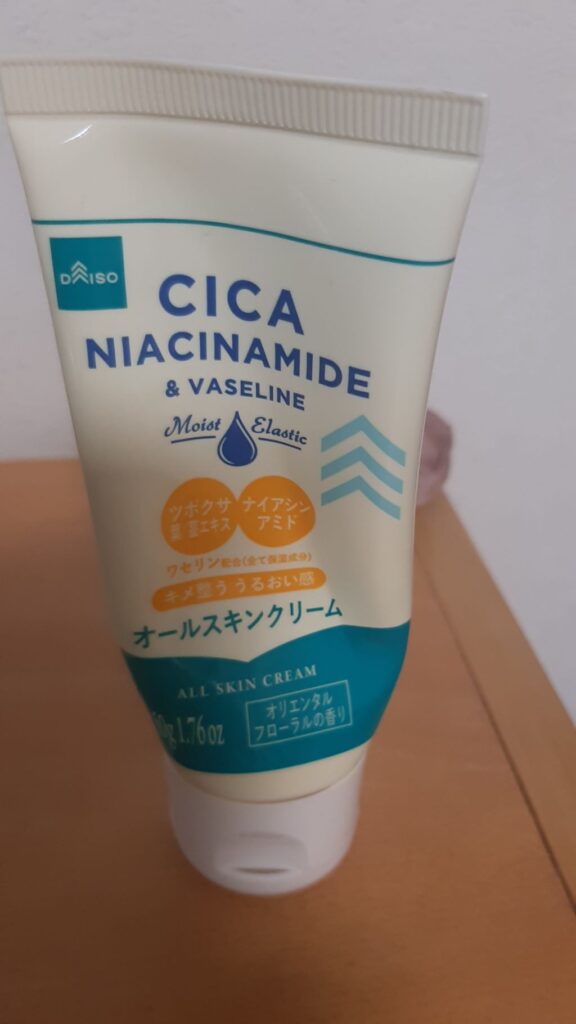 DAISO
CICA
NIACINAMIDE
& VASELINE
Moist Elastic
ツボクサ
葉・茎エキス
ナイアシン
アミド
ワセリン配合(全て保湿成分)
キメ整ううるおい感
オールスキンクリーム
ALL SKIN CREAM
0g 1.76oz
オリエンタル
フローラルの香り